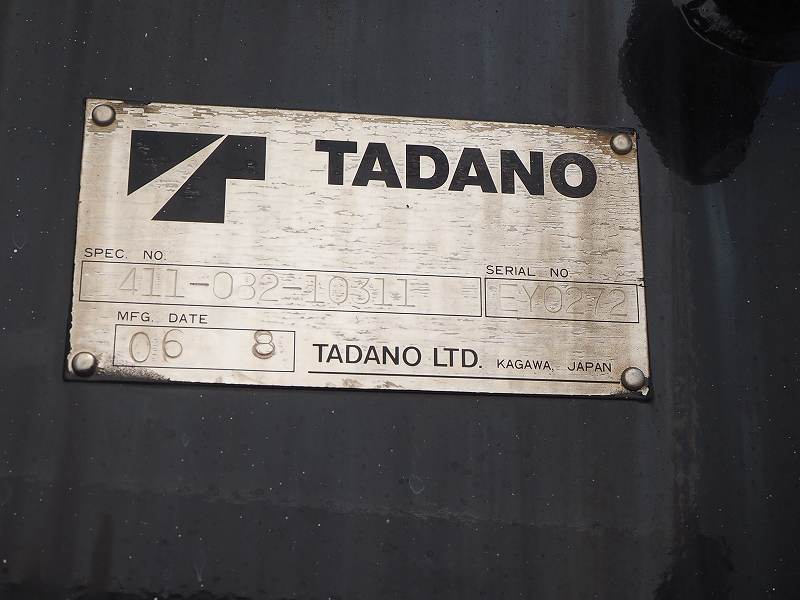 TADANO
SPEC. NO.
411-082-10311
SERIAL NO
EY0272
MFG. DATE
06 8
TADANO LTD. KAGAWA, JAPAN